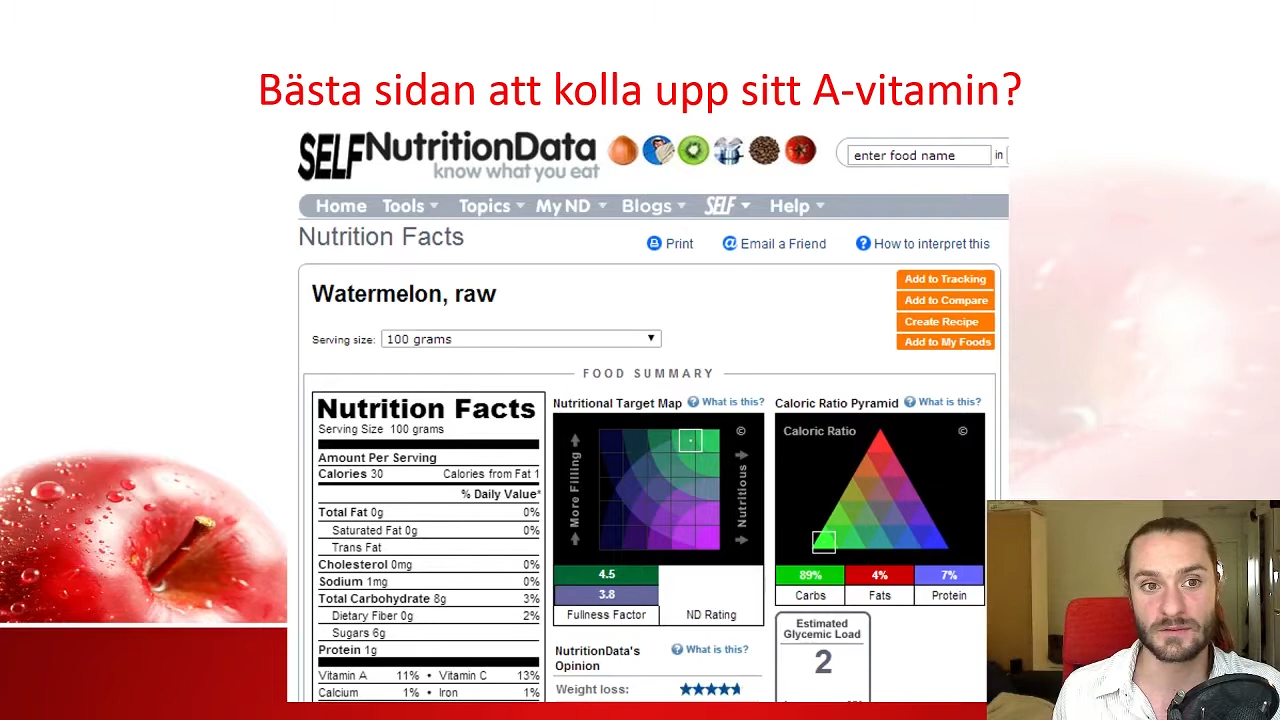 Bästa sidan att kolla upp sitt A-vitamin?
SELF NutritionData
know what you eat
enter food name in
Home Tools Topics My ND Blogs SELF Help
Nutrition Facts
Print Email a Friend How to interpret this
Watermelon, raw
Add to Tracking
Add to Compare
Create Recipe
Add to My Foods
Serving size: 100 grams
FOOD SUMMARY
Nutrition Facts
Serving Size 100 grams
Amount Per Serving
Calories 30 Calories from Fat 1
% Daily Value*
Total Fat 0g 0%
Saturated Fat 0g 0%
Trans Fat
Cholesterol 0mg 0%
Sodium 1mg 0%
Total Carbohydrate 8g 3%
Dietary Fiber 0g 2%
Sugars 6g
Protein 1g
Vitamin A 11% • Vitamin C 13%
Calcium 1% • Iron 1%
Nutritional Target Map What is this?
©
More Filling
Nutritious
4.5
3.8
Fullness Factor ND Rating
NutritionData's
Opinion
What is this?
Weight loss:
Caloric Ratio Pyramid What is this?
Caloric Ratio ©
89% 4% 7%
Carbs Fats Protein
Estimated
Glycemic Load
2